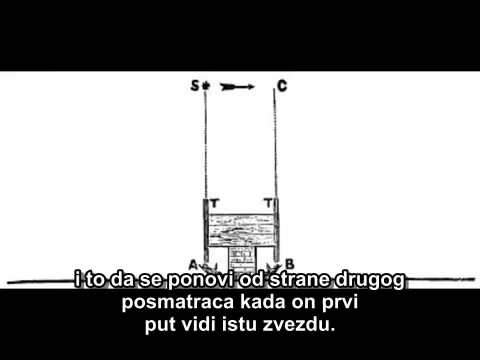 S* C
T T
A B
i to da se ponovi od strane drugog
posmatraca kada on prvi
put vidi istu zvezdu.